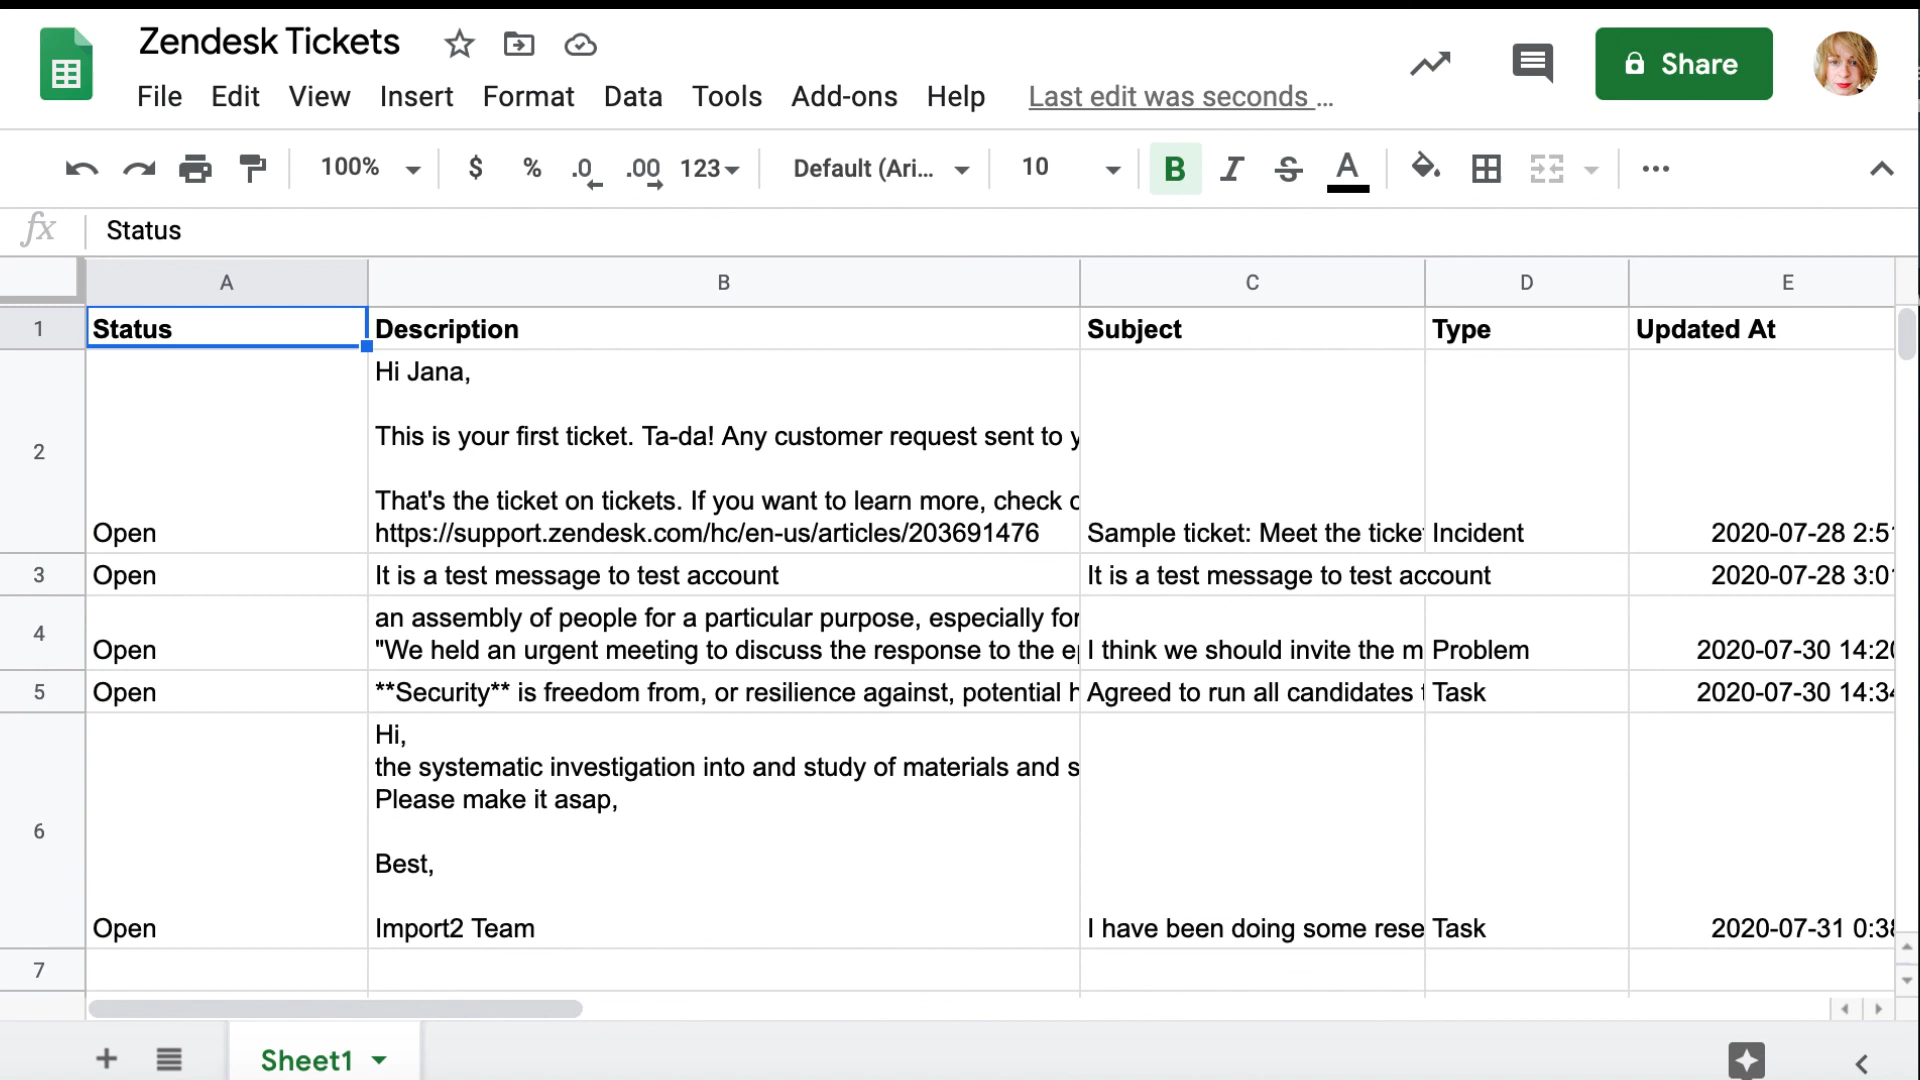 Zendesk Tickets
File Edit View Insert Format Data Tools Add-ons Help Last edit was seconds ...
Share
100% $ % .0 .00 123 Default (Ari... 10 B I S A
fx Status
A B C D E
1 Status Description Subject Type Updated At
Hi Jana,
This is your first ticket. Ta-da! Any customer request sent to
2
That's the ticket on tickets. If you want to learn more, check
Open https://support.zendesk.com/hc/en-us/articles/203691476 Sample ticket: Meet the ticke Incident 2020-07-28 2:5
3 Open It is a test message to test account It is a test message to test account 2020-07-28 3:0
an assembly of people for a particular purpose, especially for
4
Open "We held an urgent meeting to discuss the response to the I think we should invite the m Problem 2020-07-30 14:2
5 Open **Security** is freedom from, or resilience against, potential Agreed to run all candidates Task 2020-07-30 14:3
Hi,
the systematic investigation into and study of materials and s
Please make it asap,
6
Best,
Open Import2 Team I have been doing some rese Task 2020-07-31 0:3
7
Sheet1